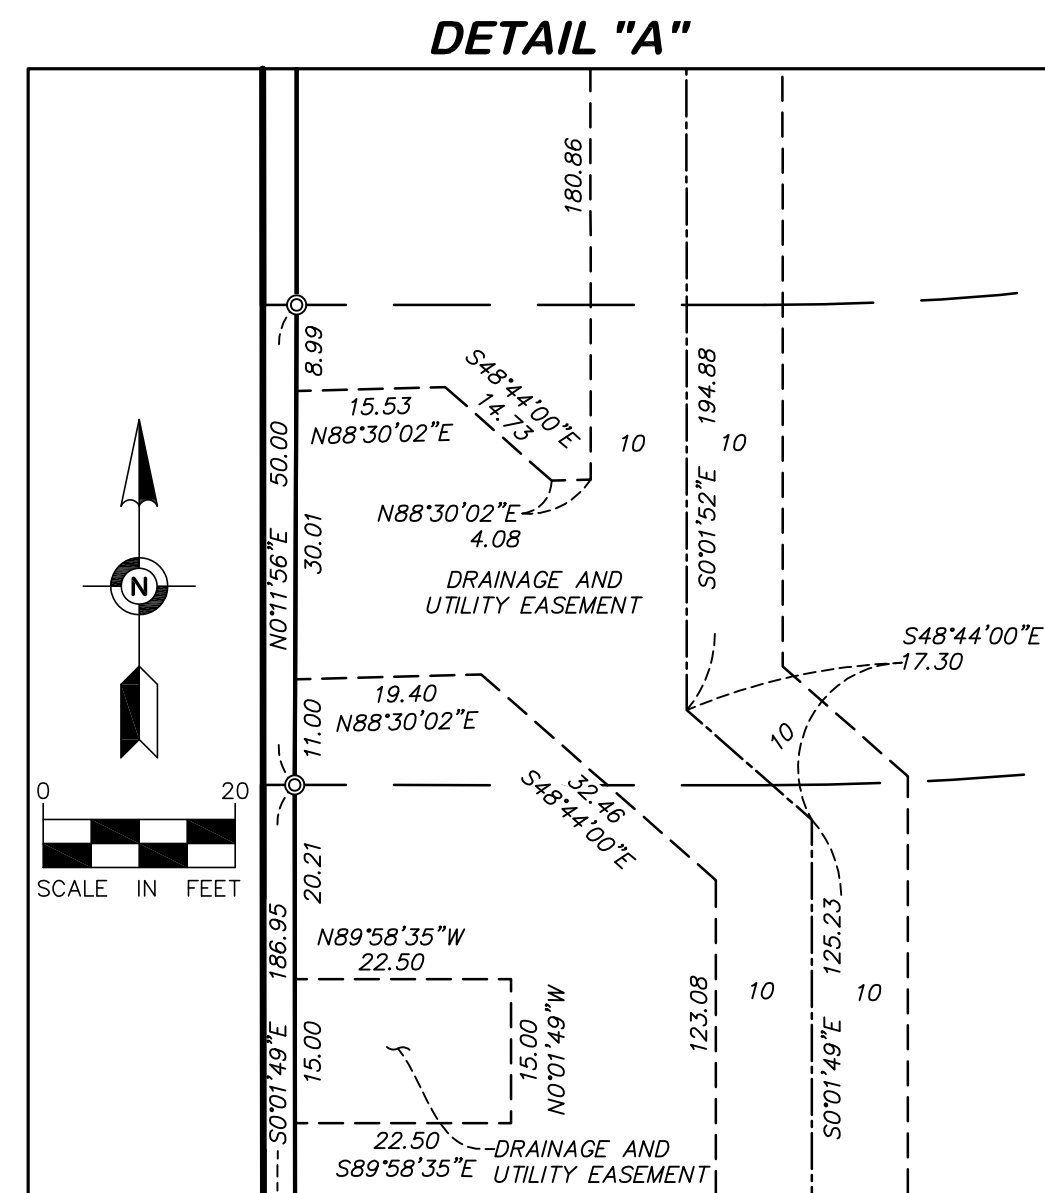 DETAIL "A"
180.86
8.99
S48°44'00"E
14.73
15.53
N88°30'02"E
194.88
10
10
50.00
N88°30'02"E
4.08
30.01
S0°01'52"E
N0°11'56"E
DRAINAGE AND
UTILITY EASEMENT
N
S48°44'00"E
17.30
19.40
N88°30'02"E
11.00
10
0
20
32.46
S48°44'00"E
SCALE IN FEET
20.21
186.95
N89°58'35"W
22.50
125.23
123.08
10
10
15.00
15.00
N0°01'49"W
S0°01'49"E
S0°01'49"E
22.50
S89°58'35"E
DRAINAGE AND
UTILITY EASEMENT